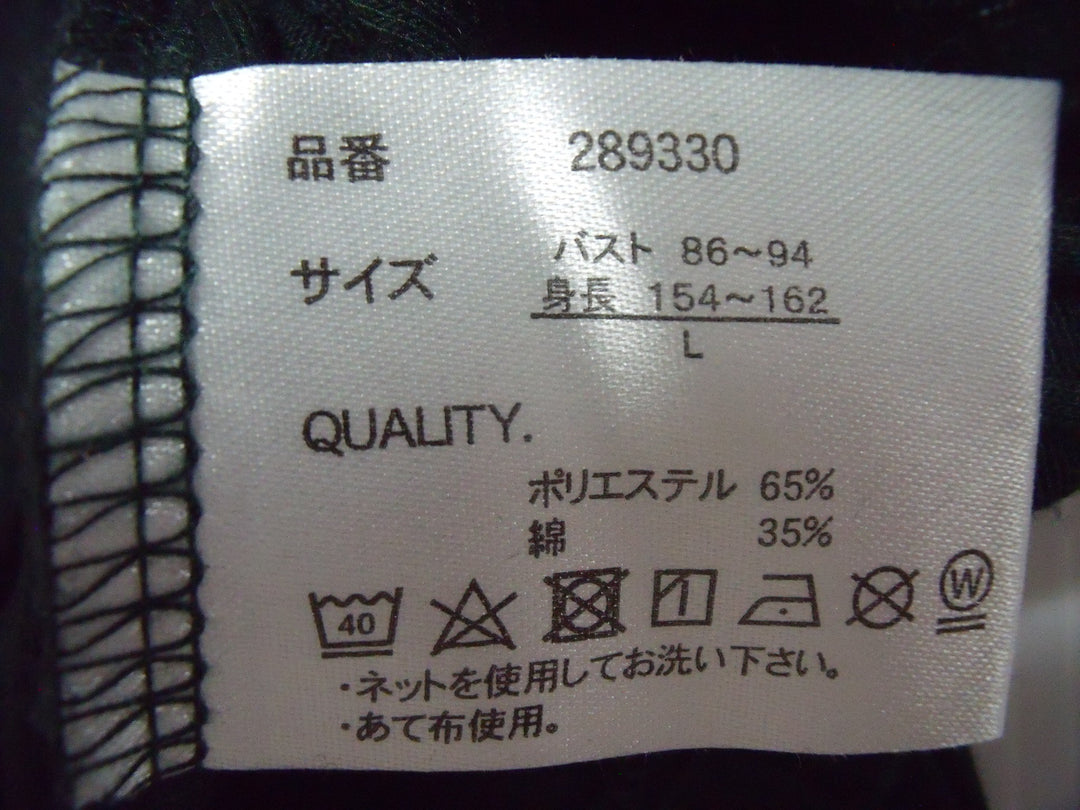 品番 289330
サイズ バスト 86～94
身長 154～162
L
QUALITY.
ポリエステル 65%
綿 35%
40 W
・ネットを使用してお洗い下さい。
・あて布使用。